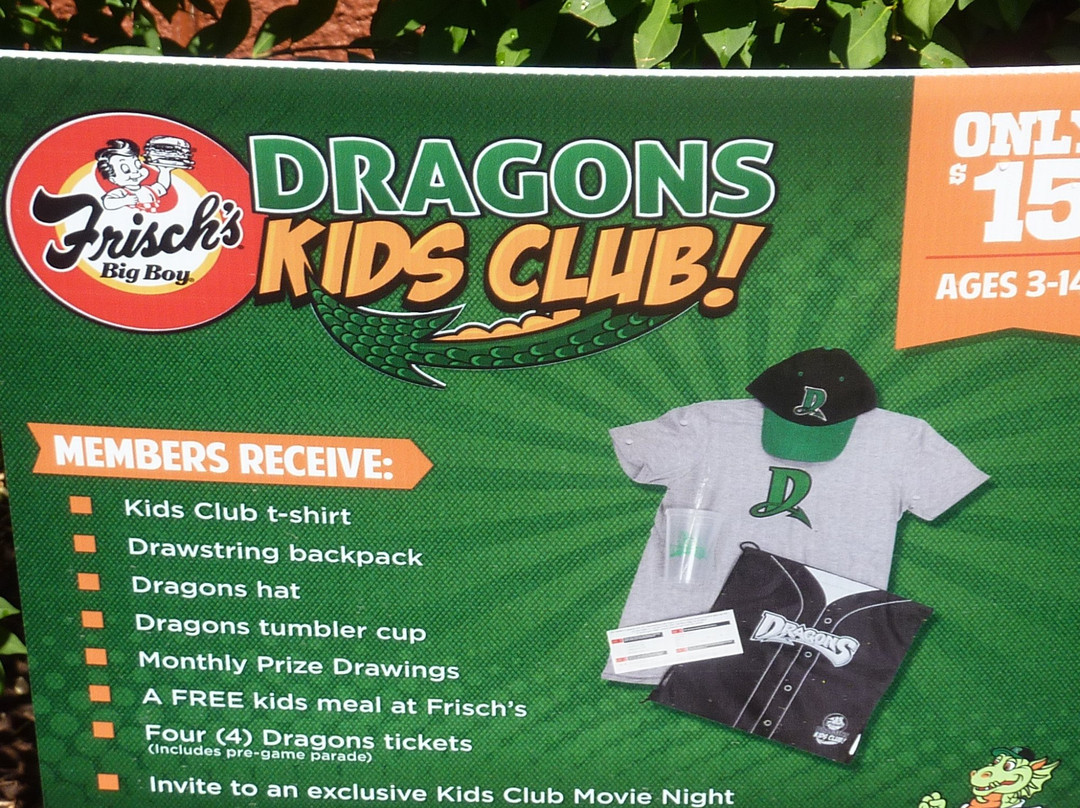 Frisch's
Big Boy
DRAGONS
KIDS CLUB!
ONLY
$15
AGES 3-14
MEMBERS RECEIVE:
Kids Club t-shirt
Drawstring backpack
Dragons hat
Dragons tumbler cup
Monthly Prize Drawings
A FREE kids meal at Frisch's
Four (4) Dragons tickets
(Includes pre-game parade)
Invite to an exclusive Kids Club Movie Night
D
D
DRAGONS
KIDS CLUB!